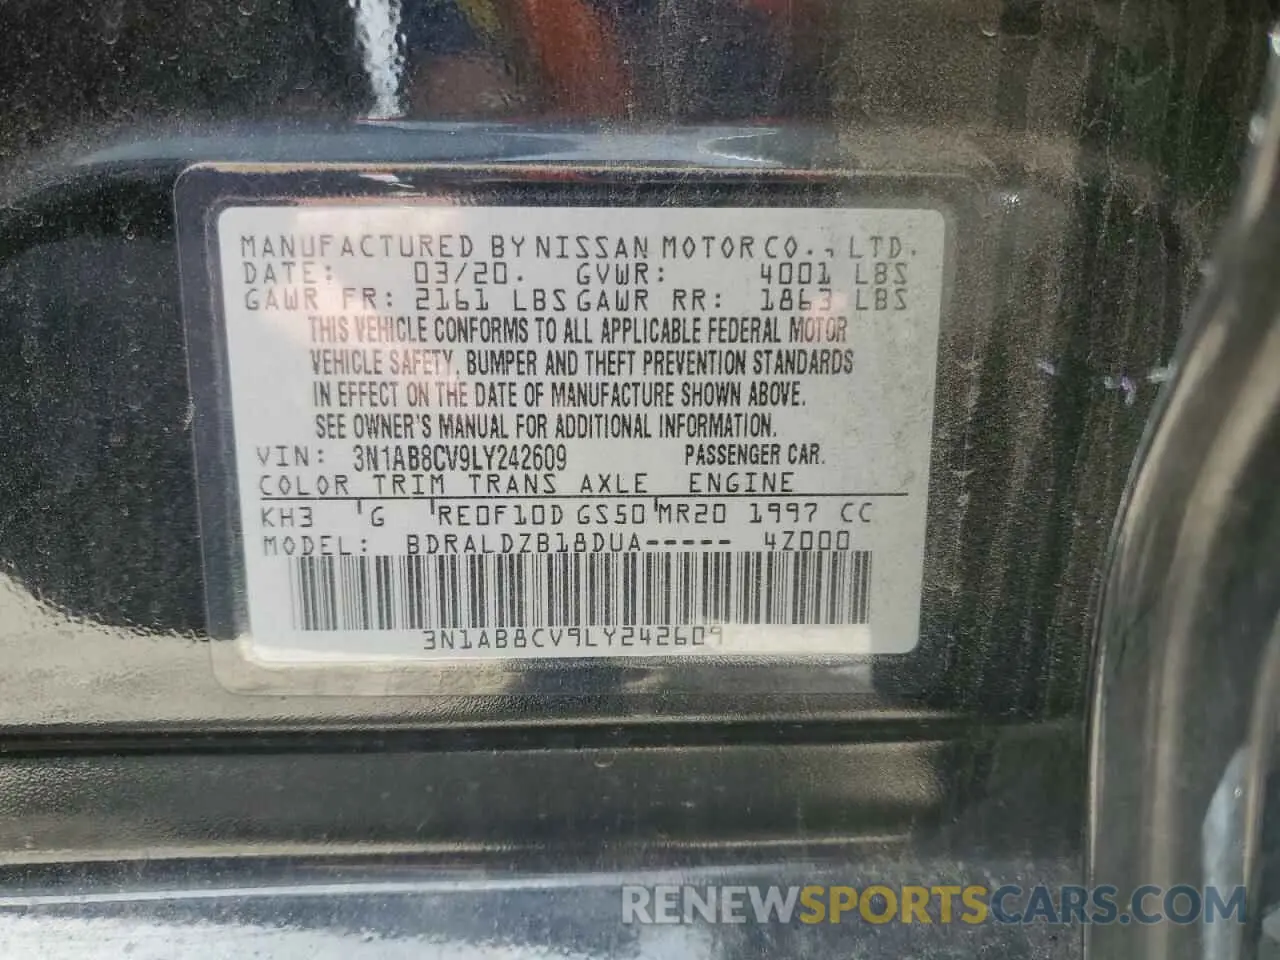 MANUFACTURED BY NISSAN MOTOR CO., LTD.
DATE: 03/20. GVWR: 4001 LBS
GAWR FR: 2161 LBS GAWR RR: 1863 LBS
THIS VEHICLE CONFORMS TO ALL APPLICABLE FEDERAL MOTOR
VEHICLE SAFETY, BUMPER AND THEFT PREVENTION STANDARDS
IN EFFECT ON THE DATE OF MANUFACTURE SHOWN ABOVE.
SEE OWNER'S MANUAL FOR ADDITIONAL INFORMATION.
VIN: 3N1AB8CV9LY242609 PASSENGER CAR.
COLOR TRIM TRANS AXLE ENGINE
KH3 G RE0F10D GS50 MR20 1997 CC
MODEL: BDRALDZB18DUA----- 4Z000
3N1AB8CV9LY242609
RENEWSPORTSCARS.COM